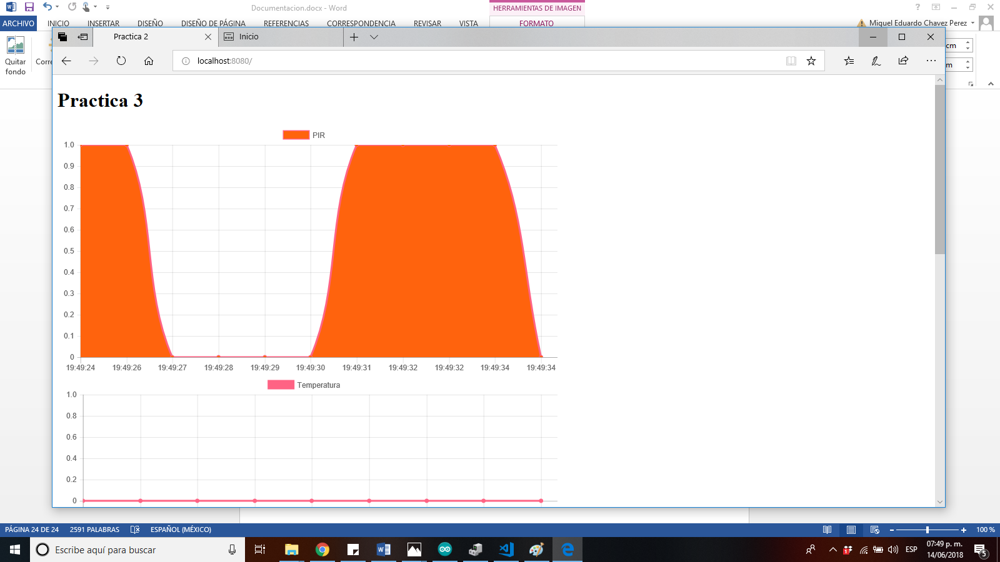 Documentacion.docx - Word
HERRAMIENTAS DE IMAGEN
ARCHIVO INICIO INSERTAR DISEÑO DISEÑO DE PÁGINA REFERENCIAS CORRESPONDENCIA REVISAR VISTA FORMATO
Miguel Eduardo Chavez Perez
Quitar
fondo
Corre
cm
m
Practica 2
Inicio
localhost:8080/
Practica 3
PIR
1.0
0.9
0.8
0.7
0.6
0.5
0.4
0.3
0.2
0.1
0
19:49:24 19:49:26 19:49:27 19:49:28 19:49:29 19:49:30 19:49:31 19:49:32 19:49:32 19:49:34 19:49:34
Temperatura
1.0
0.8
0.6
0.4
0.2
0
PÁGINA 24 DE 24 2591 PALABRAS ESPAÑOL (MÉXICO) 100 %
Escribe aquí para buscar
ESP
07:49 p. m.
14/06/2018
5